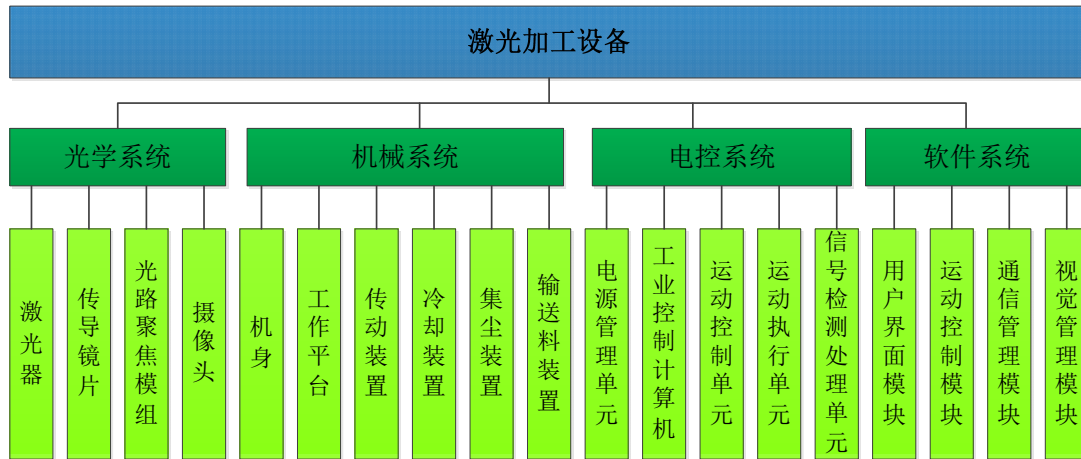 激光加工设备
光学系统
机械系统
电控系统
软件系统
激光器
传导镜片
光路聚焦模组
摄像头
机身
工作平台
传动装置
冷却装置
集尘装置
输送料装置
电源管理单元
工业控制计算机
运动控制单元
运动执行单元
信号检测处理单元
用户界面模块
运动控制模块
通信管理模块
视觉管理模块